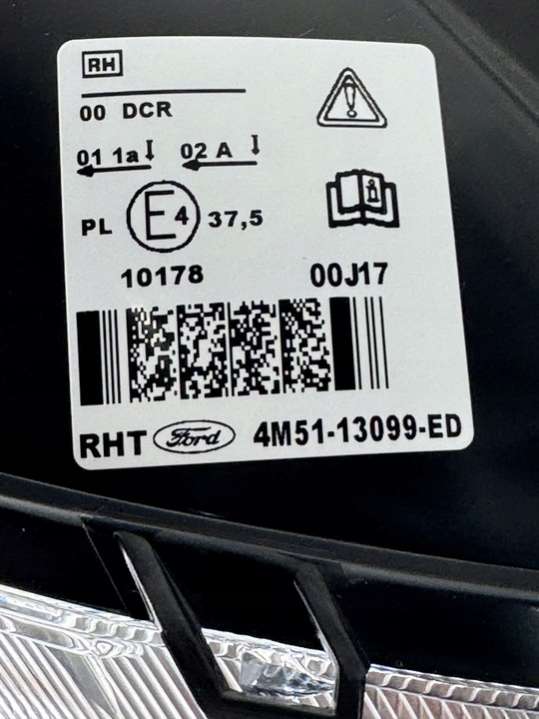 RH
00 DCR
01 1a 02 A
PL E4 37,5
10178 00J17
RHT Ford 4M51-13099-ED